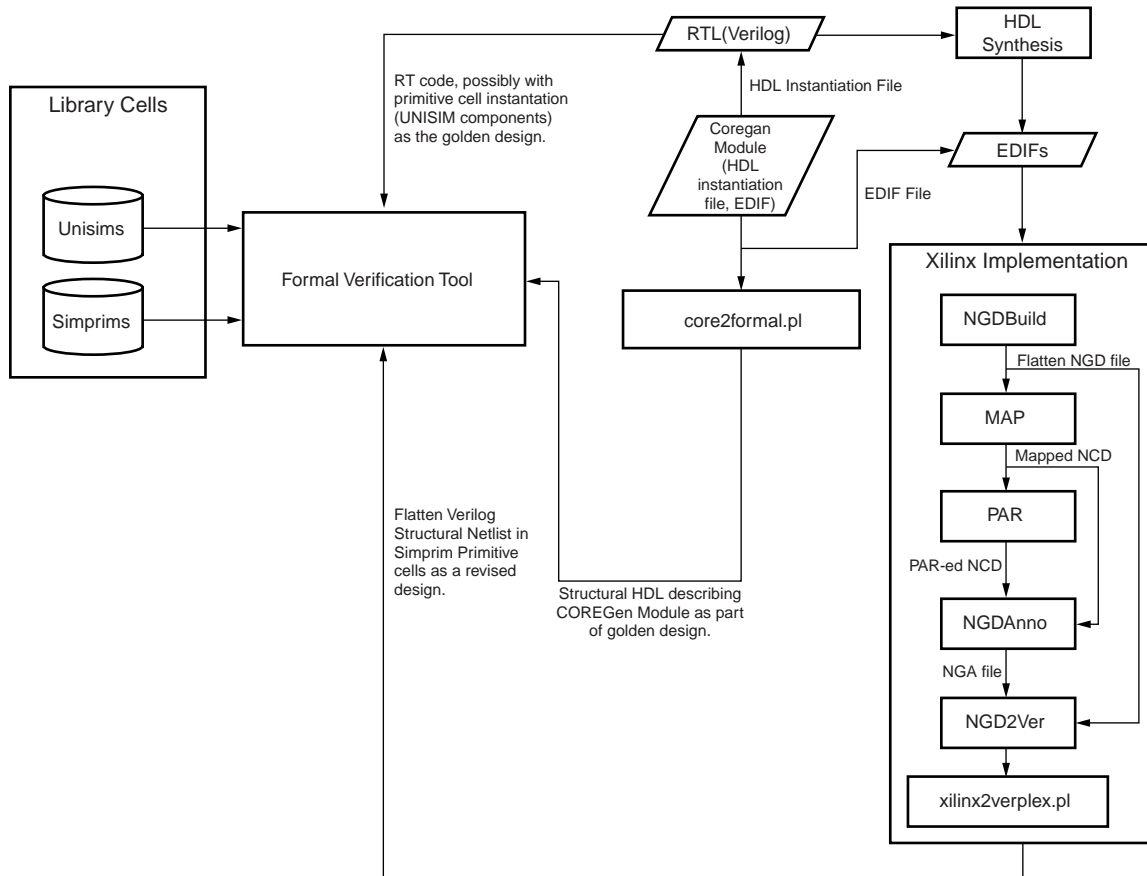 RTL(Verilog)
HDL
Synthesis
RT code, possibly with
primitive cell instantation
(UNISIM components)
as the golden design.
HDL Instantiation File
Library Cells
Unisims
Simprims
Formal Verification Tool
Coregan
Module
(HDL
instantiation
file, EDIF)
EDIFs
EDIF File
core2formal.pl
Xilinx Implementation
NGDBuild
Flatten NGD file
MAP
Mapped NCD
PAR
PAR-ed NCD
NGDAnno
NGA file
NGD2Ver
xilinx2verplex.pl
Flatten Verilog
Structural Netlist in
Simprim Primitive
cells as a revised
design.
Structural HDL describing
COREGen Module as part
of golden design.